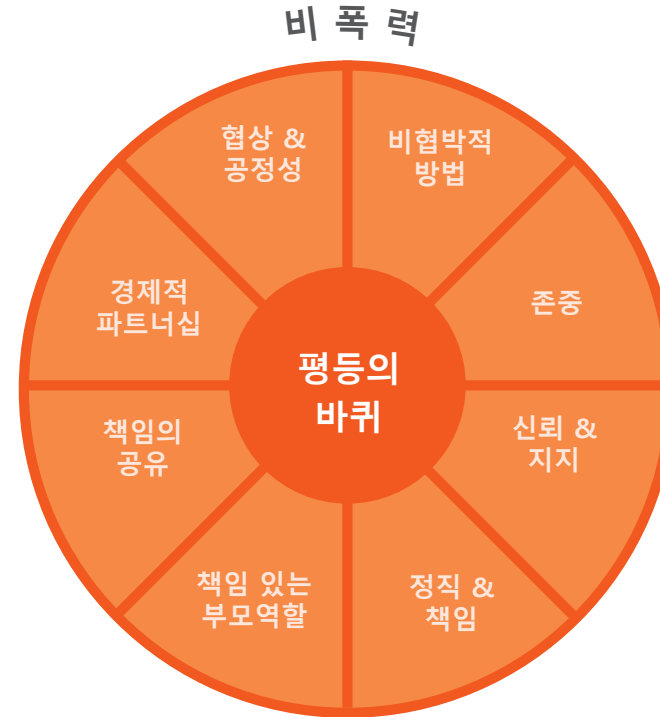 비폭력
협상 &
공정성
비협박적
방법
존중
신뢰 &
지지
정직 &
책임
책임 있는
부모역할
책임의
공유
경제적
파트너십
평등의
바퀴